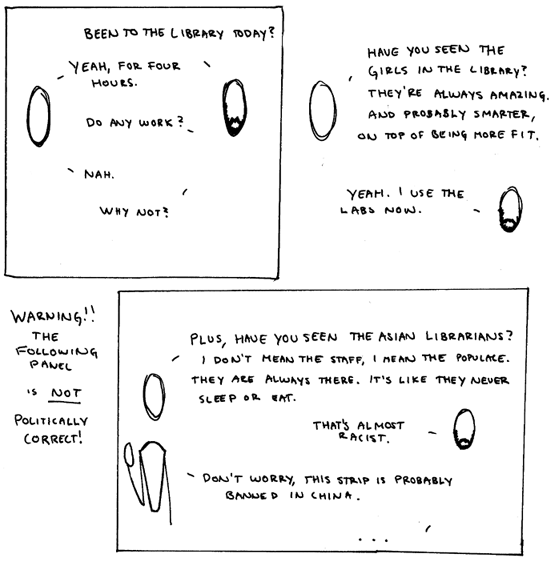 BEEN TO THE LIBRARY TODAY?
YEAH, FOR FOUR
HOURS.
DO ANY WORK?
NAH.
WHY NOT?
HAVE YOU SEEN THE
GIRLS IN THE LIBRARY?
THEY'RE ALWAYS AMAZING.
AND PROBABLY SMARTER,
ON TOP OF BEING MORE FIT.
YEAH. I USE THE
LABS NOW.
WARNING!!
THE
FOLLOWING
PANEL
IS NOT
POLITICALLY
CORRECT!
PLUS, HAVE YOU SEEN THE ASIAN LIBRARIANS?
I DON'T MEAN THE STAFF, I MEAN THE POPULACE.
THEY ARE ALWAYS THERE. IT'S LIKE THEY NEVER
SLEEP OR EAT.
THAT'S ALMOST
RACIST.
DON'T WORRY, THIS STRIP IS PROBABLY
BANNED IN CHINA.
...